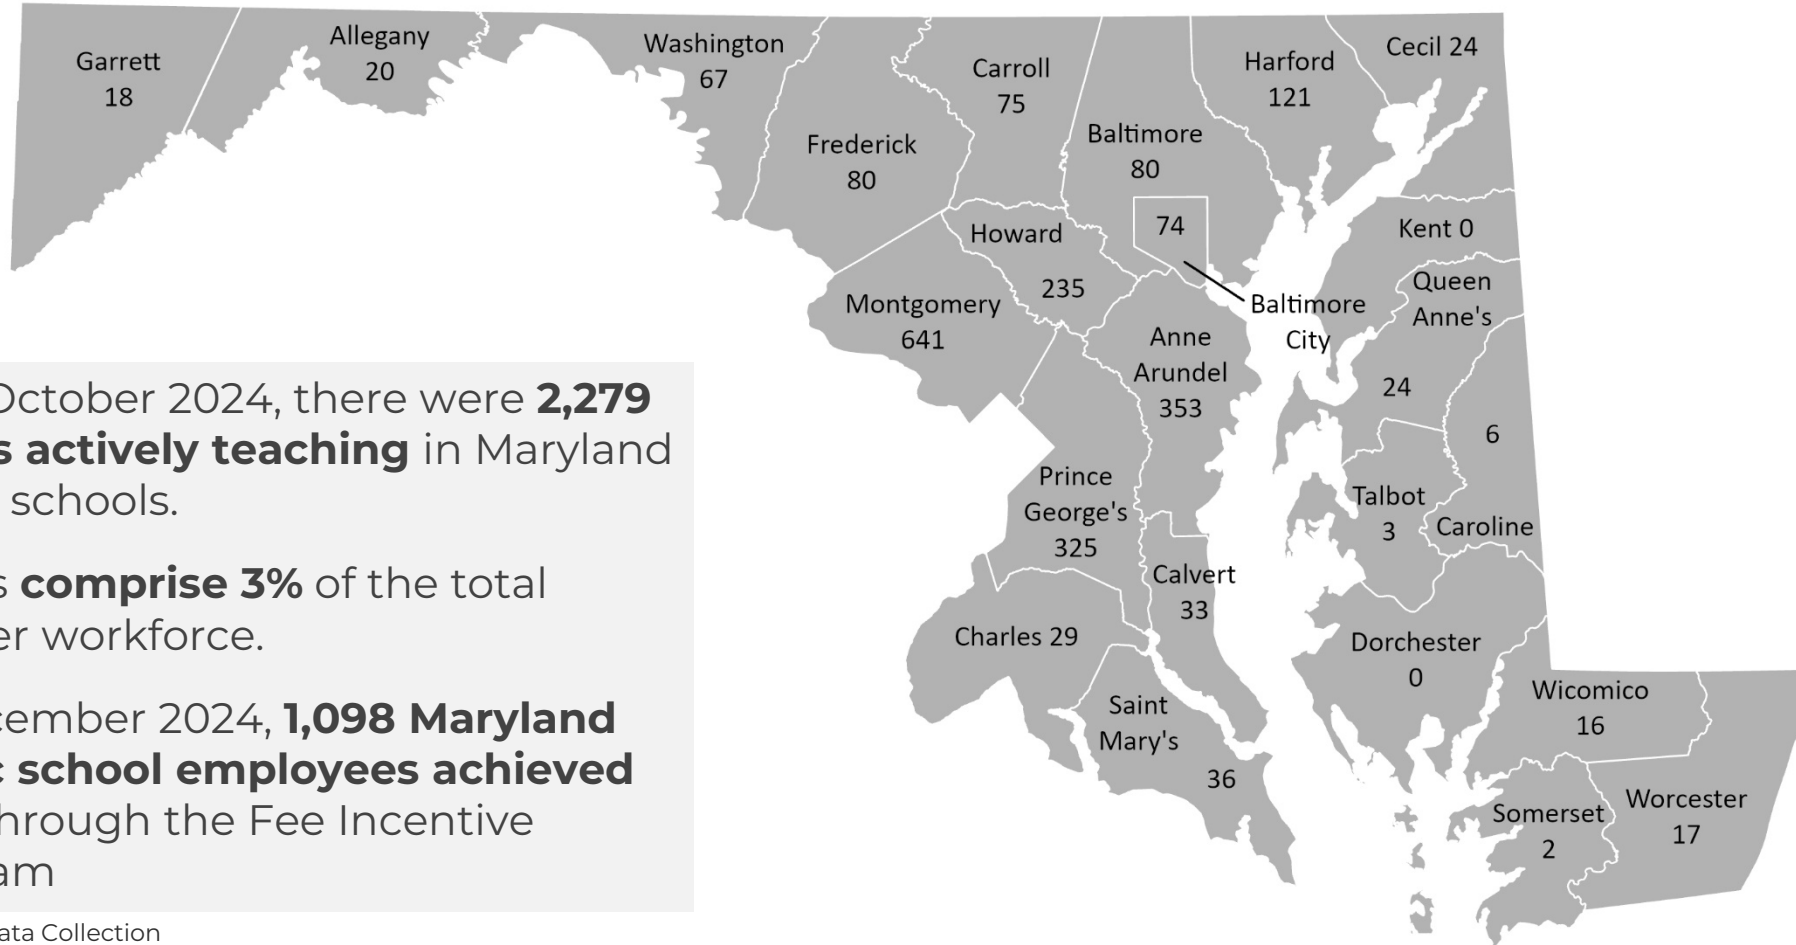 Garrett
18
Allegany
20
Washington
67
Frederick
80
Carroll
75
Baltimore
80
Harford
121
Cecil 24
74
Baltimore
City
Howard
235
Montgomery
641
Anne
Arundel
353
Kent 0
Queen
Anne's
24
6
Caroline
Talbot
3
Prince
George's
325
Calvert
33
Charles 29
Saint
Mary's
36
Dorchester
0
Wicomico
16
Somerset
2
Worcester
17
October 2024, there were 2,279
s actively teaching in Maryland
schools.
s comprise 3% of the total
er workforce.
cember 2024, 1,098 Maryland
c school employees achieved
hrough the Fee Incentive
am
ata Collection